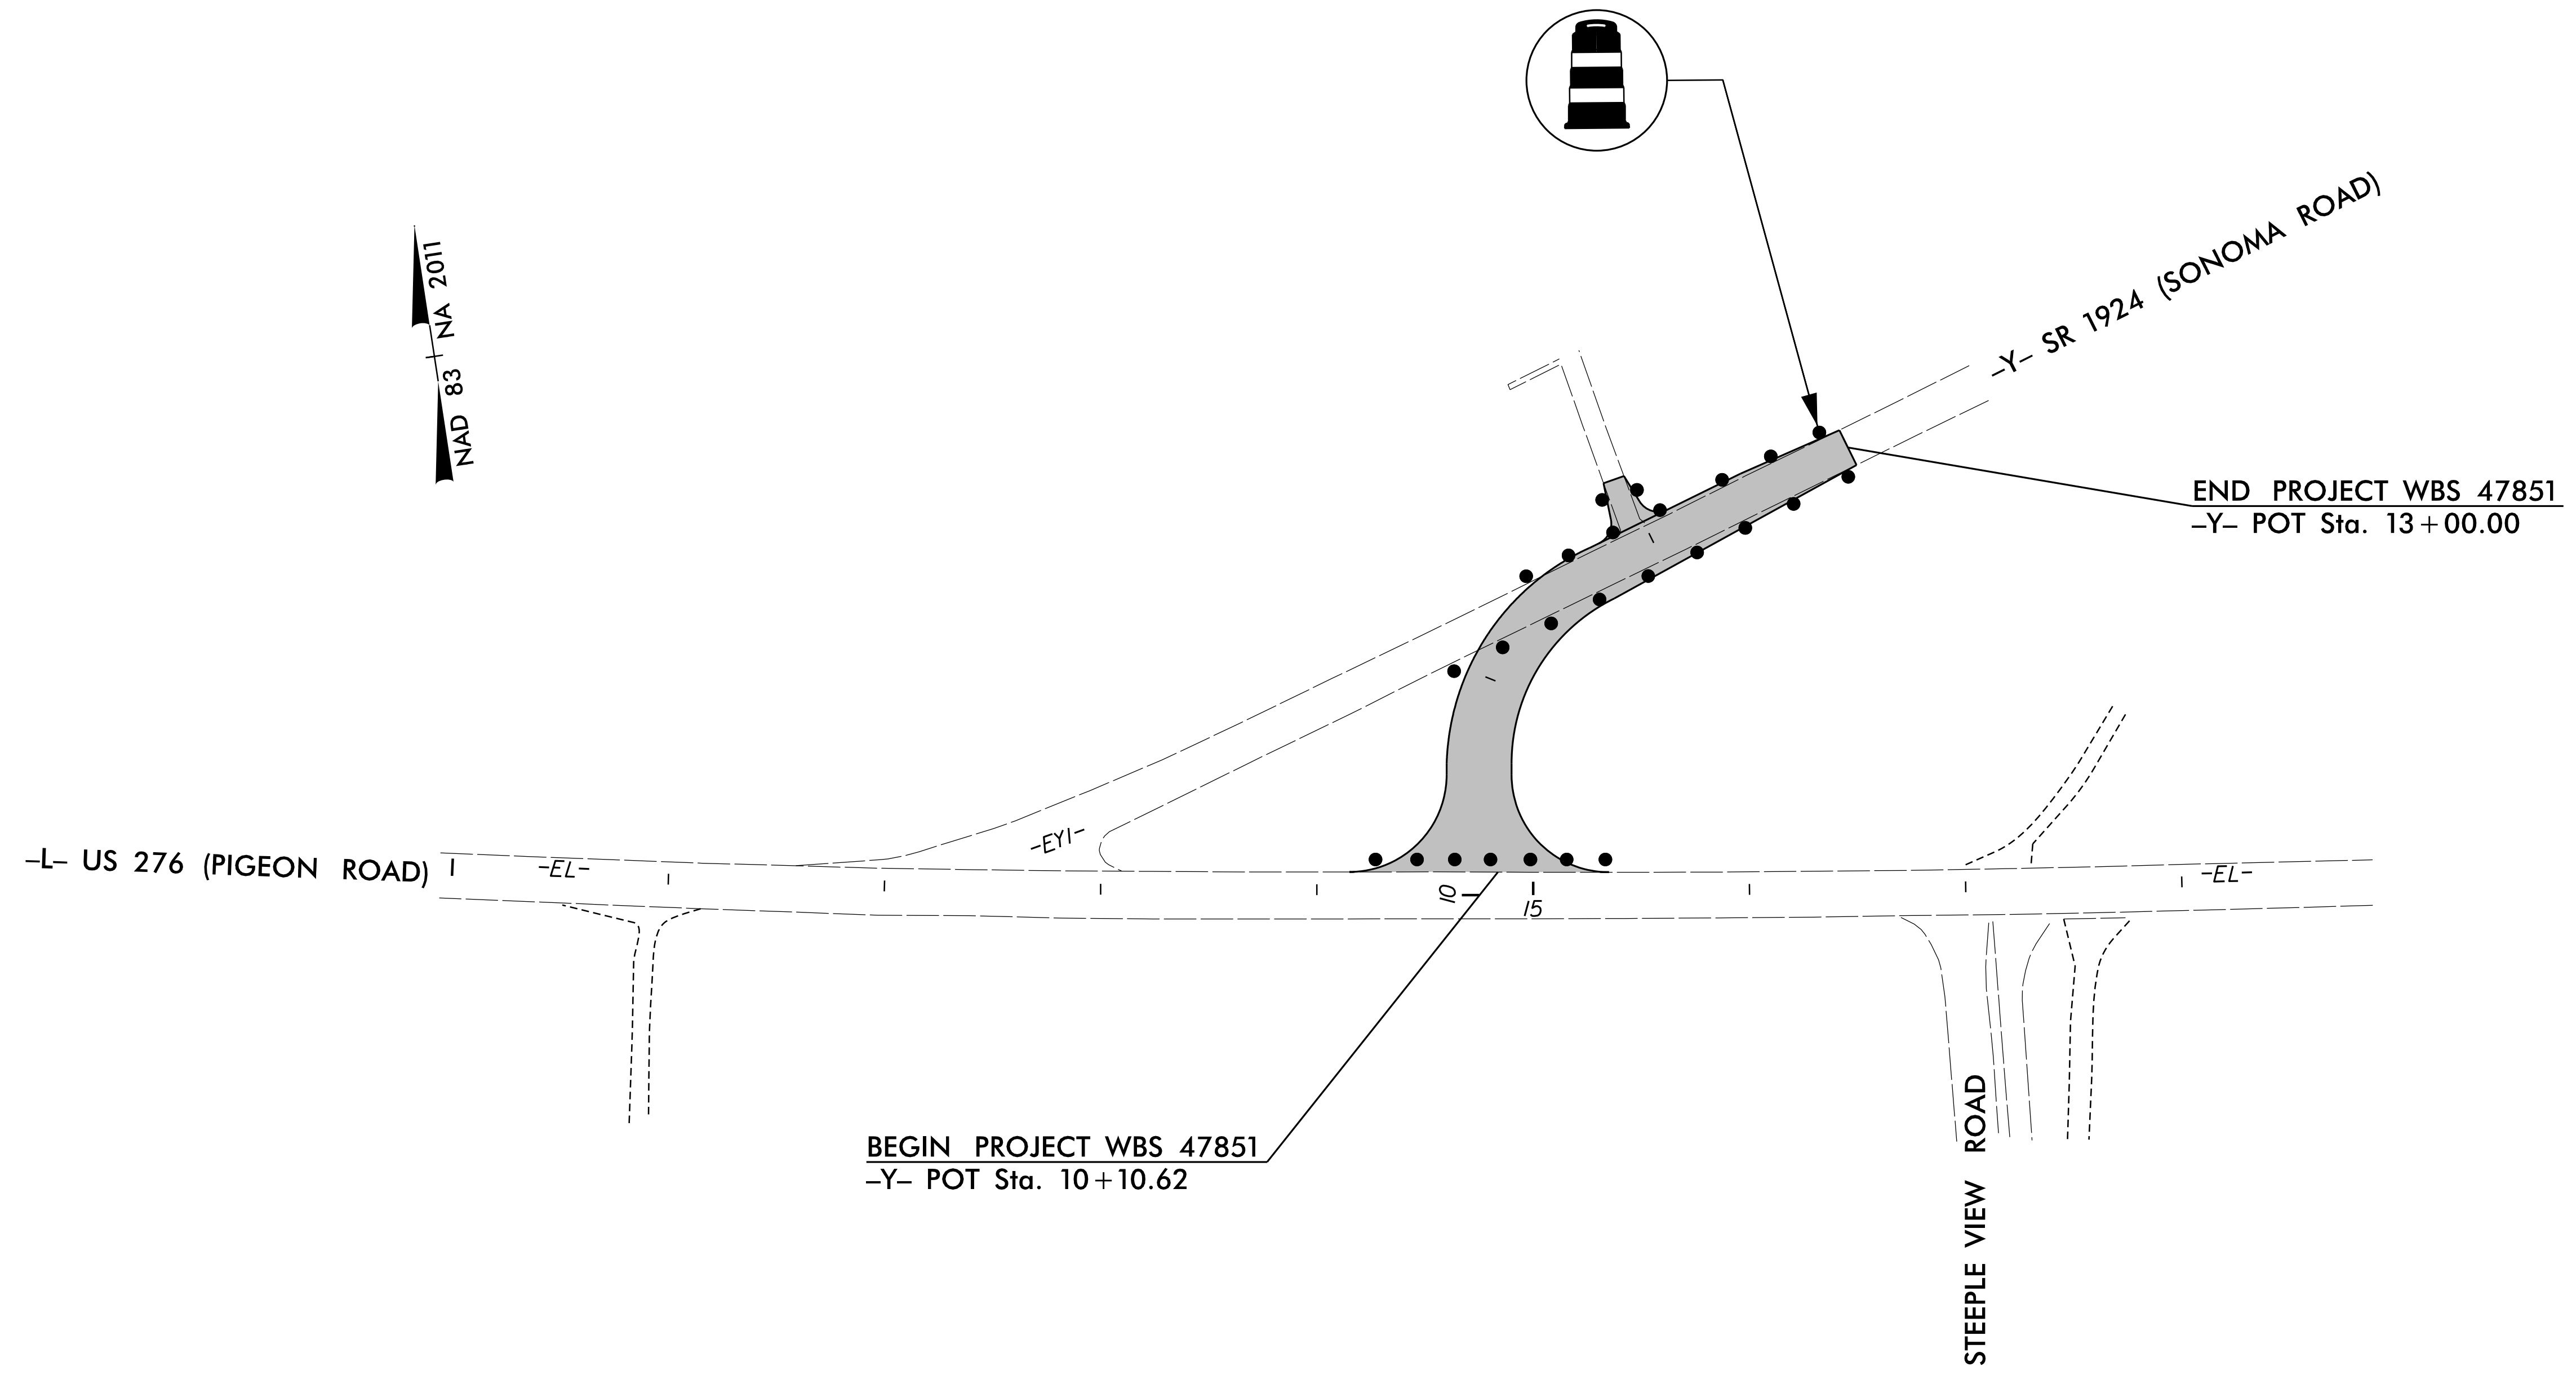 NAD 83 NA 2011
–Y– SR 1924 (SONOMA ROAD)
END PROJECT WBS 47851
–Y– POT Sta. 13+00.00
–L– US 276 (PIGEON ROAD)
–EL–
–EY1–
–EL–
10
15
BEGIN PROJECT WBS 47851
–Y– POT Sta. 10+10.62
STEEPLE VIEW ROAD